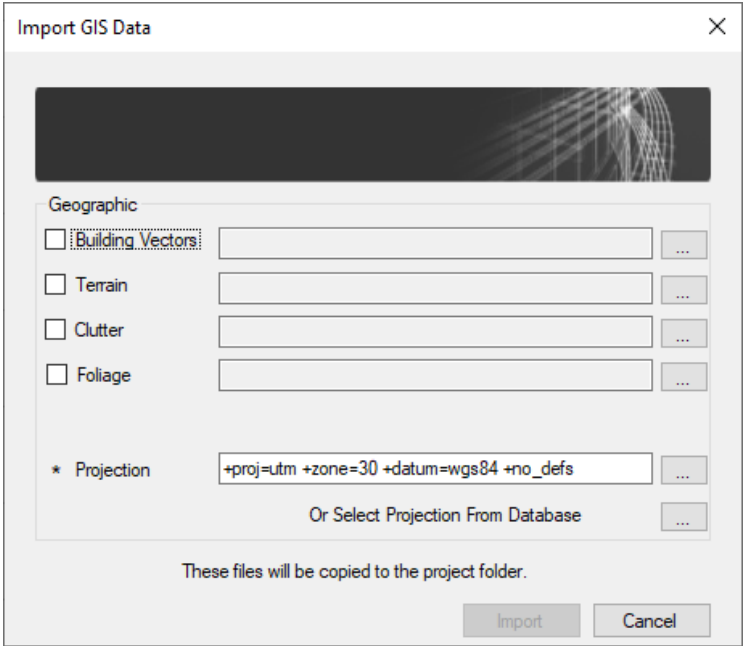 Import GIS Data
Geographic
Building Vectors
...
Terrain
...
Clutter
...
Foliage
...
* Projection +proj=utm +zone=30 +datum=wgs84 +no_defs ...
Or Select Projection From Database ...
These files will be copied to the project folder.
Import Cancel